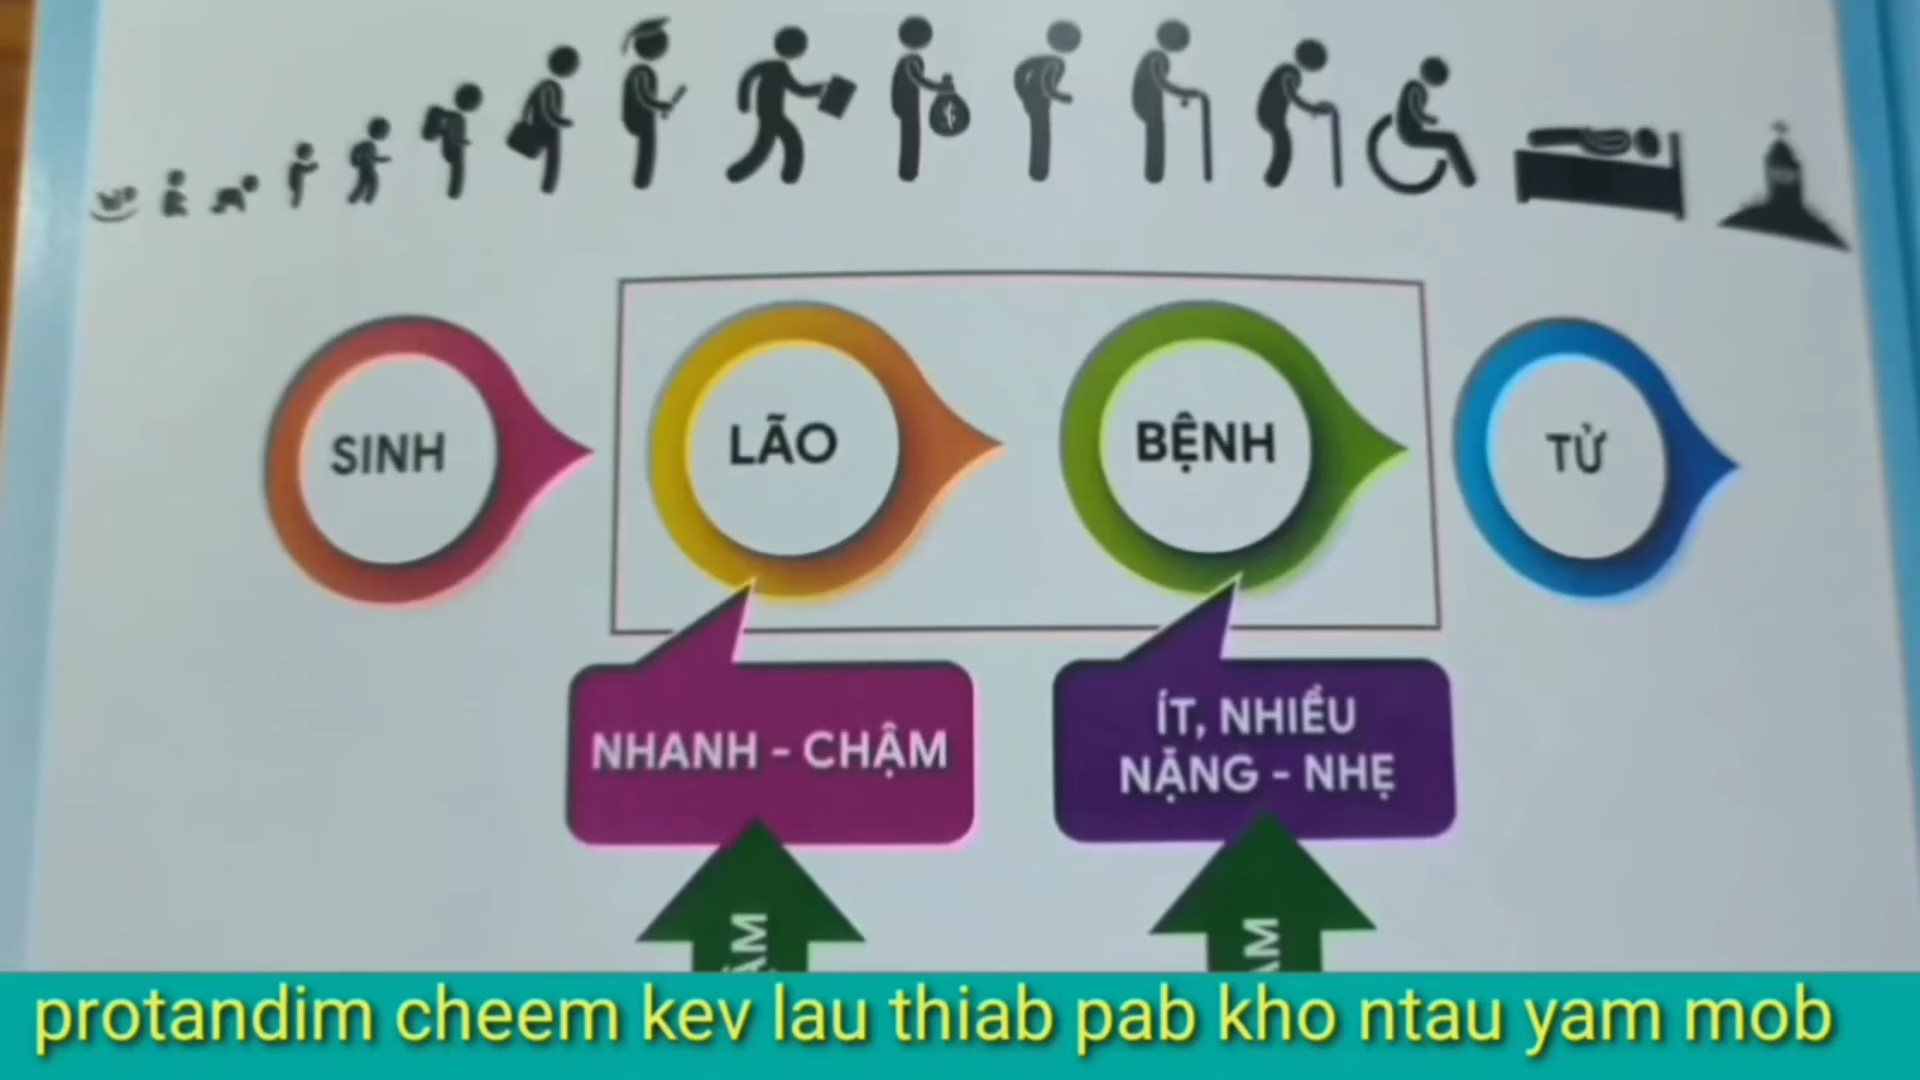 SINH
LÃO
BỆNH
TỬ
NHANH - CHẬM
ÍT, NHIỀU
NẶNG - NHẸ
protandim cheem kev lau thiab pab kho ntau yam mob